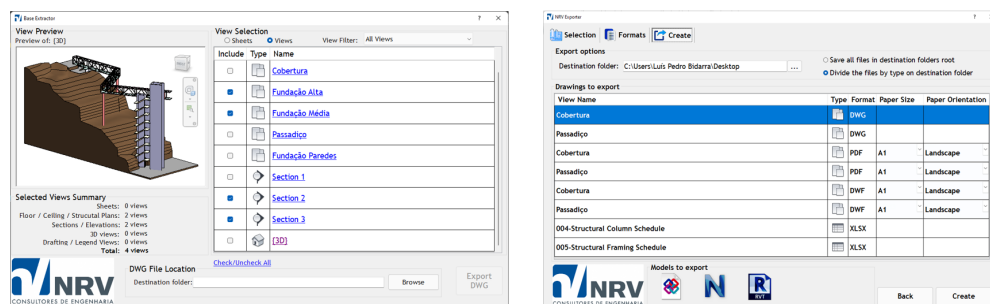 Base Extractor
View Preview
Preview of: [3D]
View Selection
Sheets Views View Filter: All Views
Include Type Name
Cobertura
Fundação Alta
Fundação Média
Passadiço
Fundação Paredes
Section 1
Section 2
Section 3
[3D]
Check/Uncheck All
Selected Views Summary
Sheets: 0 views
Floor / Ceiling / Strucutal Plans: 2 views
Sections / Elevations: 2 views
3D views: 0 views
Drafting / Legend Views: 0 views
Total: 4 views
NRV
CONSULTORES DE ENGENHARIA
DWG File Location
Destination folder:
Browse
Export
DWG
NRV Exporter
Selection Formats Create
Export options
Destination folder: C:\Users\Luís Pedro Bidarra\Desktop ...
Save all files in destination folders root
Divide the files by type on destination folder
Drawings to export
View Name Type Format Paper Size Paper Orientation
Cobertura DWG
Passadiço DWG
Cobertura PDF A1 Landscape
Passadiço PDF A1 Landscape
Cobertura DWF A1 Landscape
Passadiço DWF A1 Landscape
004-Structural Column Schedule XLSX
005-Structural Framing Schedule XLSX
NRV
CONSULTORES DE ENGENHARIA
Models to export
N
R
RVT
Back
Create